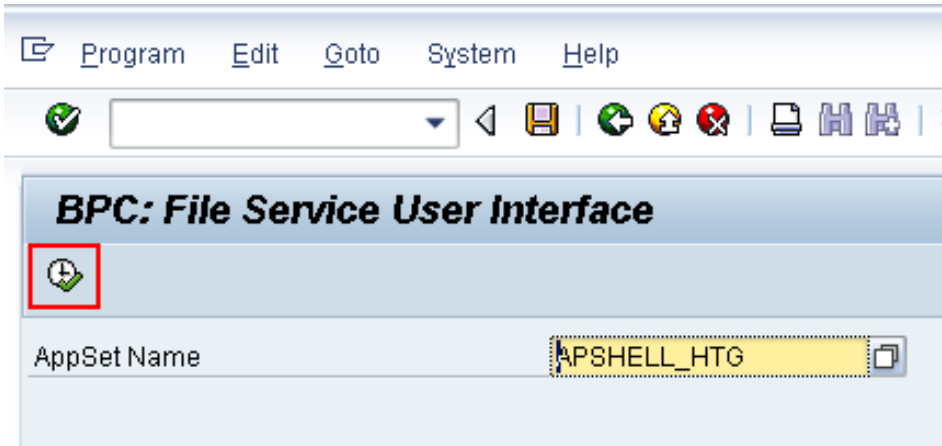 Program Edit Goto System Help
BPC: File Service User Interface
AppSet Name APSHELL_HTG